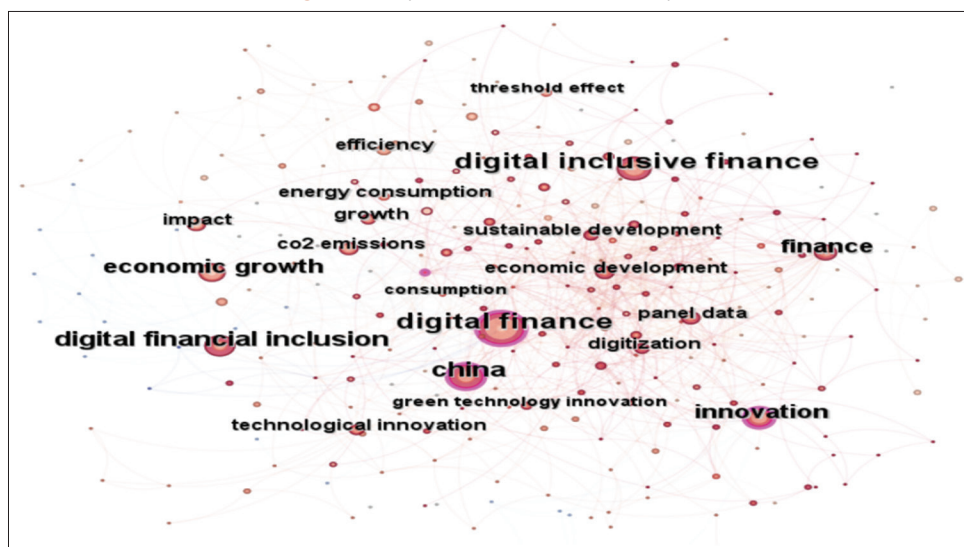 threshold effect
efficiency
digital inclusive finance
energy consumption
growth
impact
sustainable development
co2 emissions
finance
economic growth
economic development
consumption
digital finance
panel data
digital financial inclusion
digitization
china
green technology innovation
innovation
technological innovation